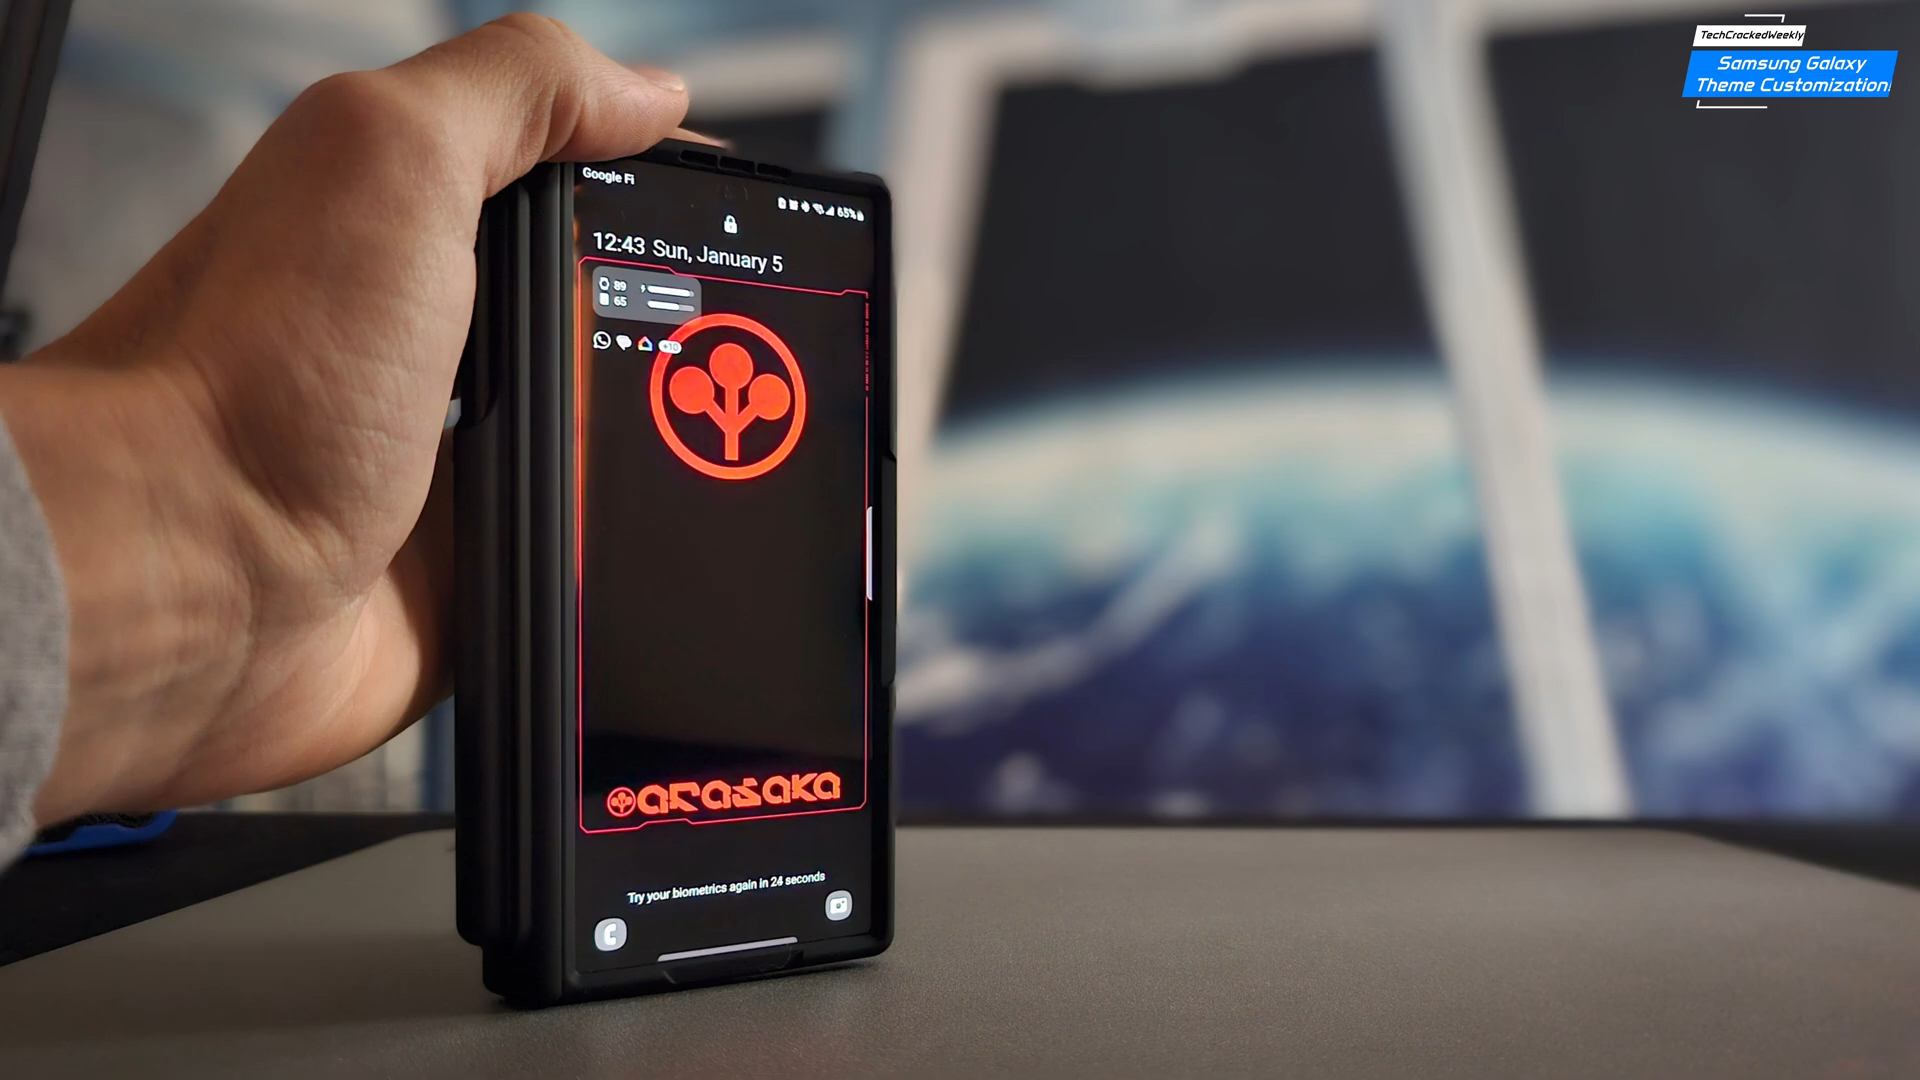 TechCrackedWeekly
Samsung Galaxy
Theme Customization
Google Fi
65%
12:43 Sun, January 5
89
65
+10
arasaka
Try your biometrics again in 24 seconds